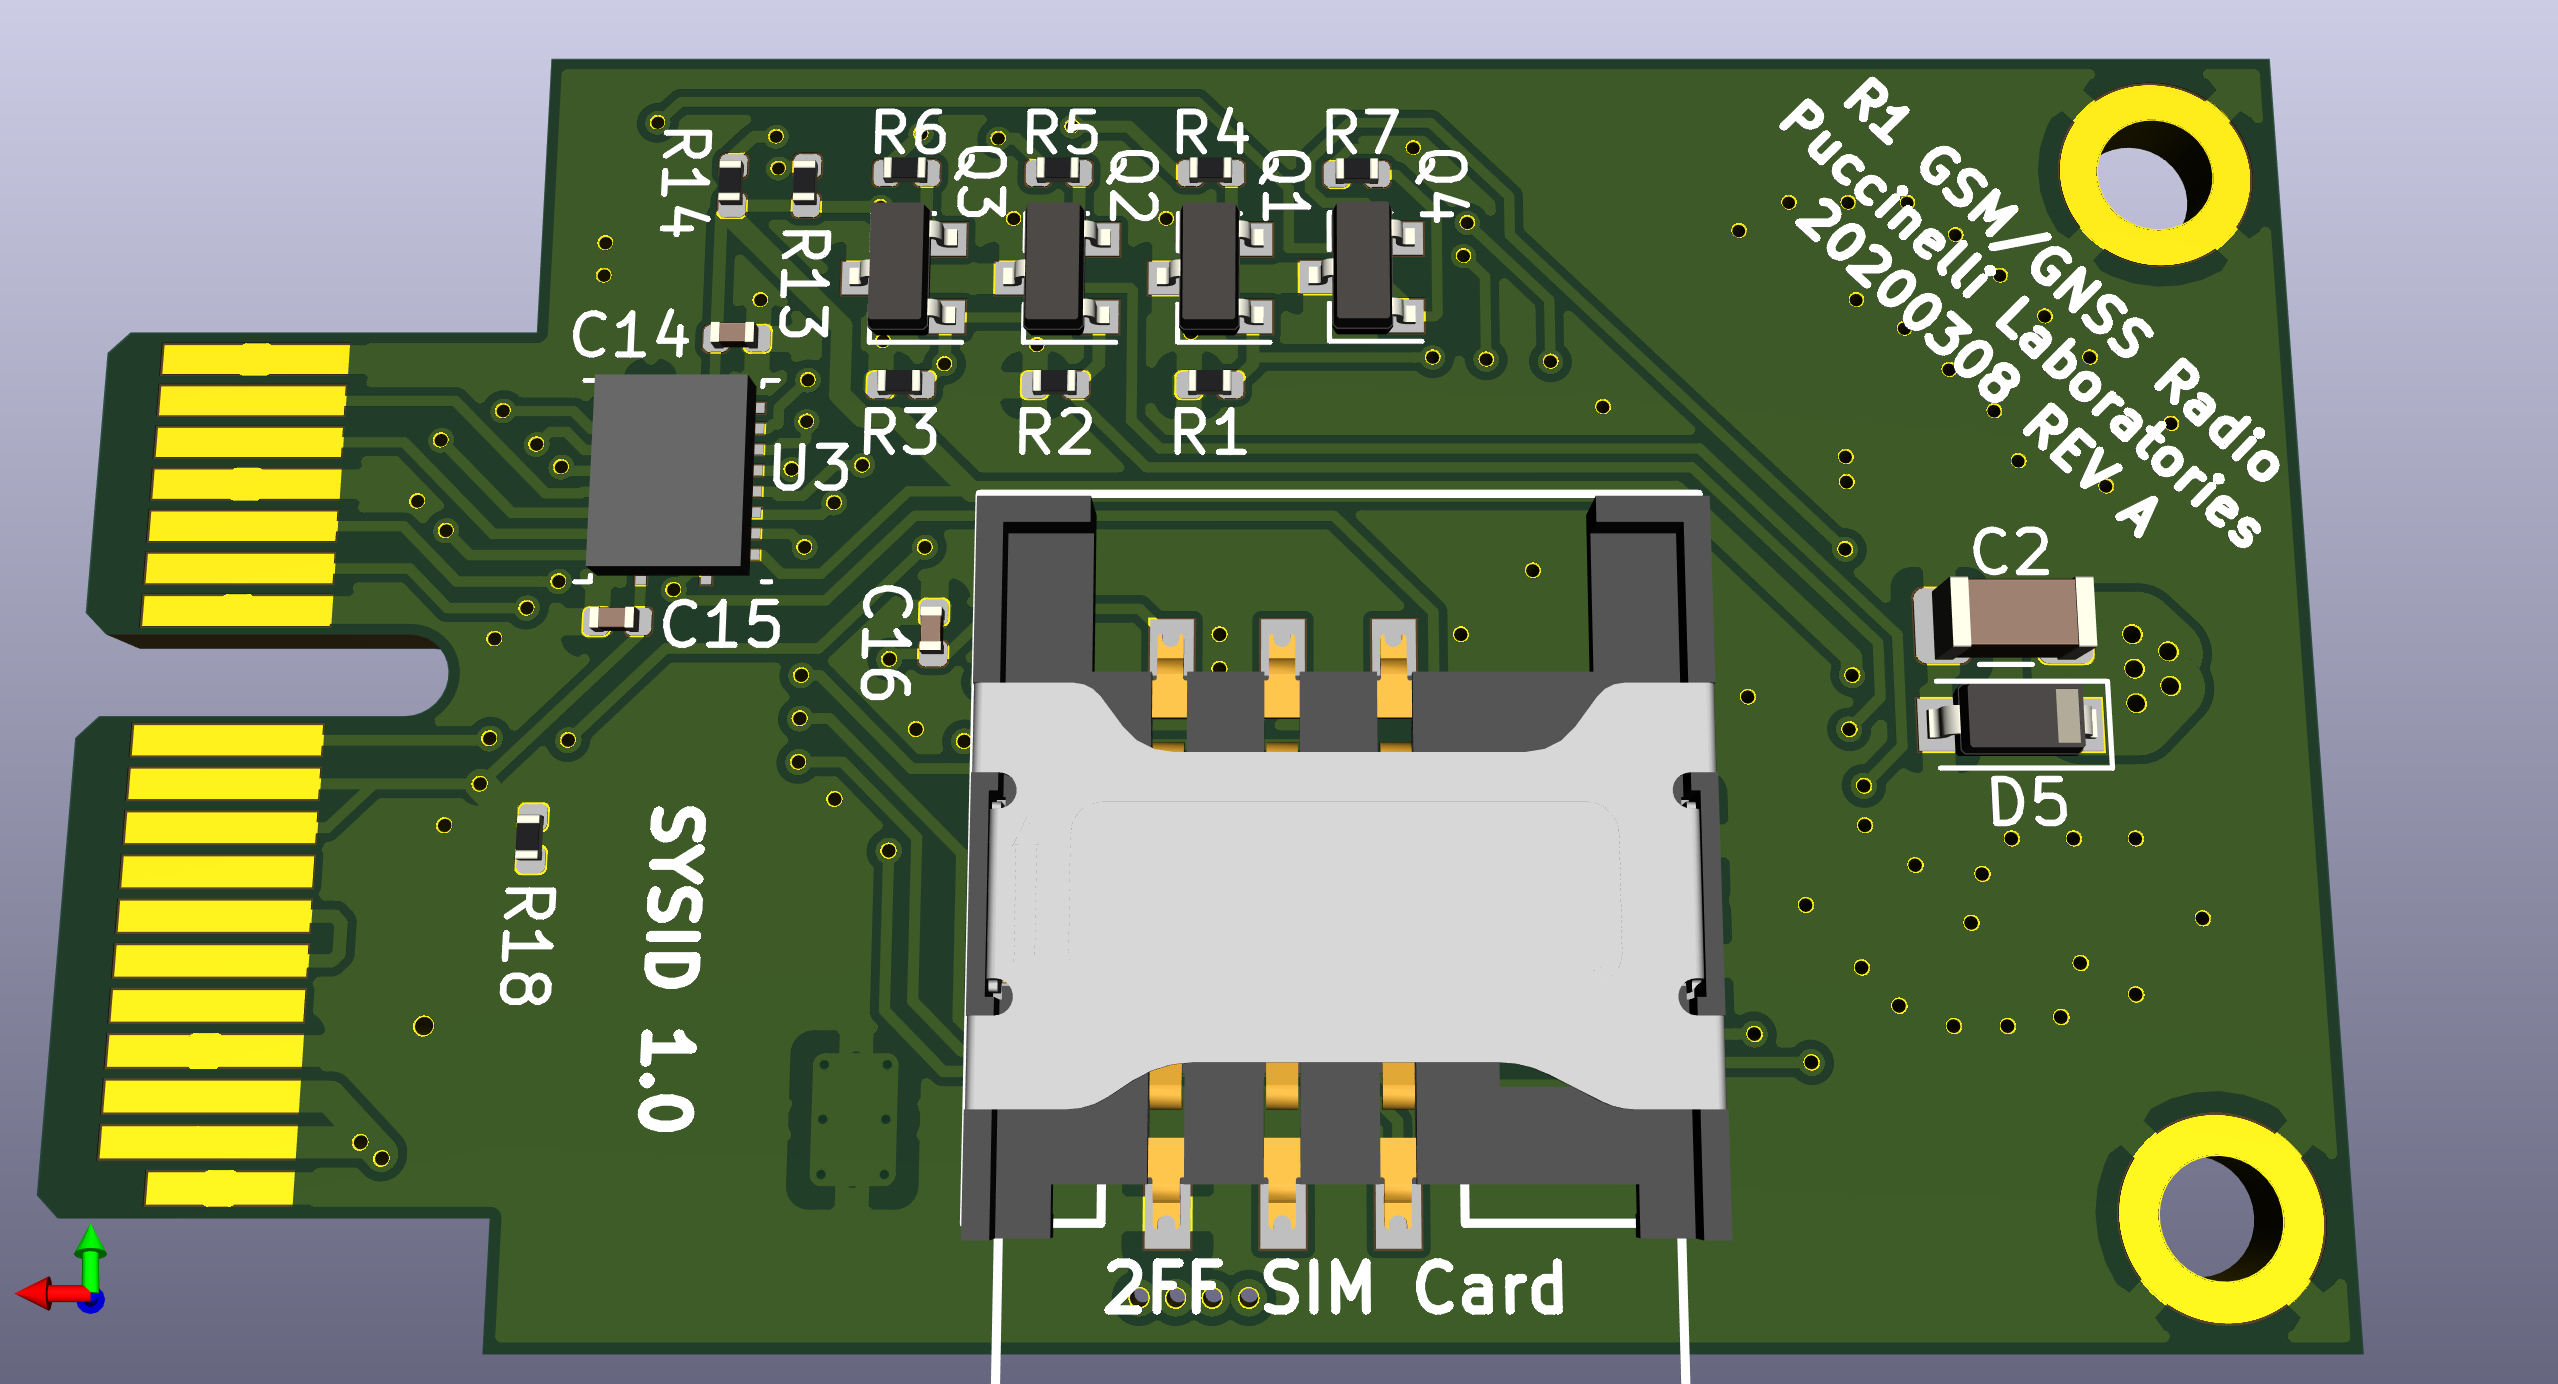 R6 R5 R4 R7
R14
Q3 Q2 Q1 Q4
R13
C14
R3 R2 R1
U3
C15
C16
R1 GSM/GNSS Radio
Puccinelli Laboratories
20200308 REV A
C2
D5
R18
SYSID 1.0
2FF SIM Card